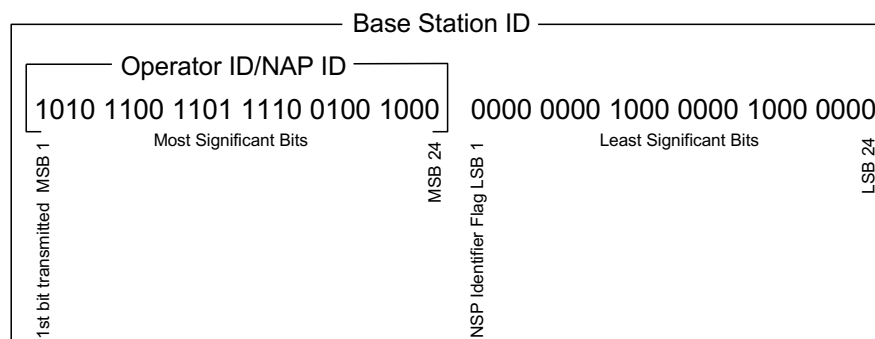 Base Station ID
Operator ID/NAP ID
1010 1100 1101 1110 0100 1000 0000 0000 1000 0000 1000 0000
Most Significant Bits
Least Significant Bits
1st bit transmitted MSB 1
MSB 24
NSP Identifier Flag LSB 1
LSB 24